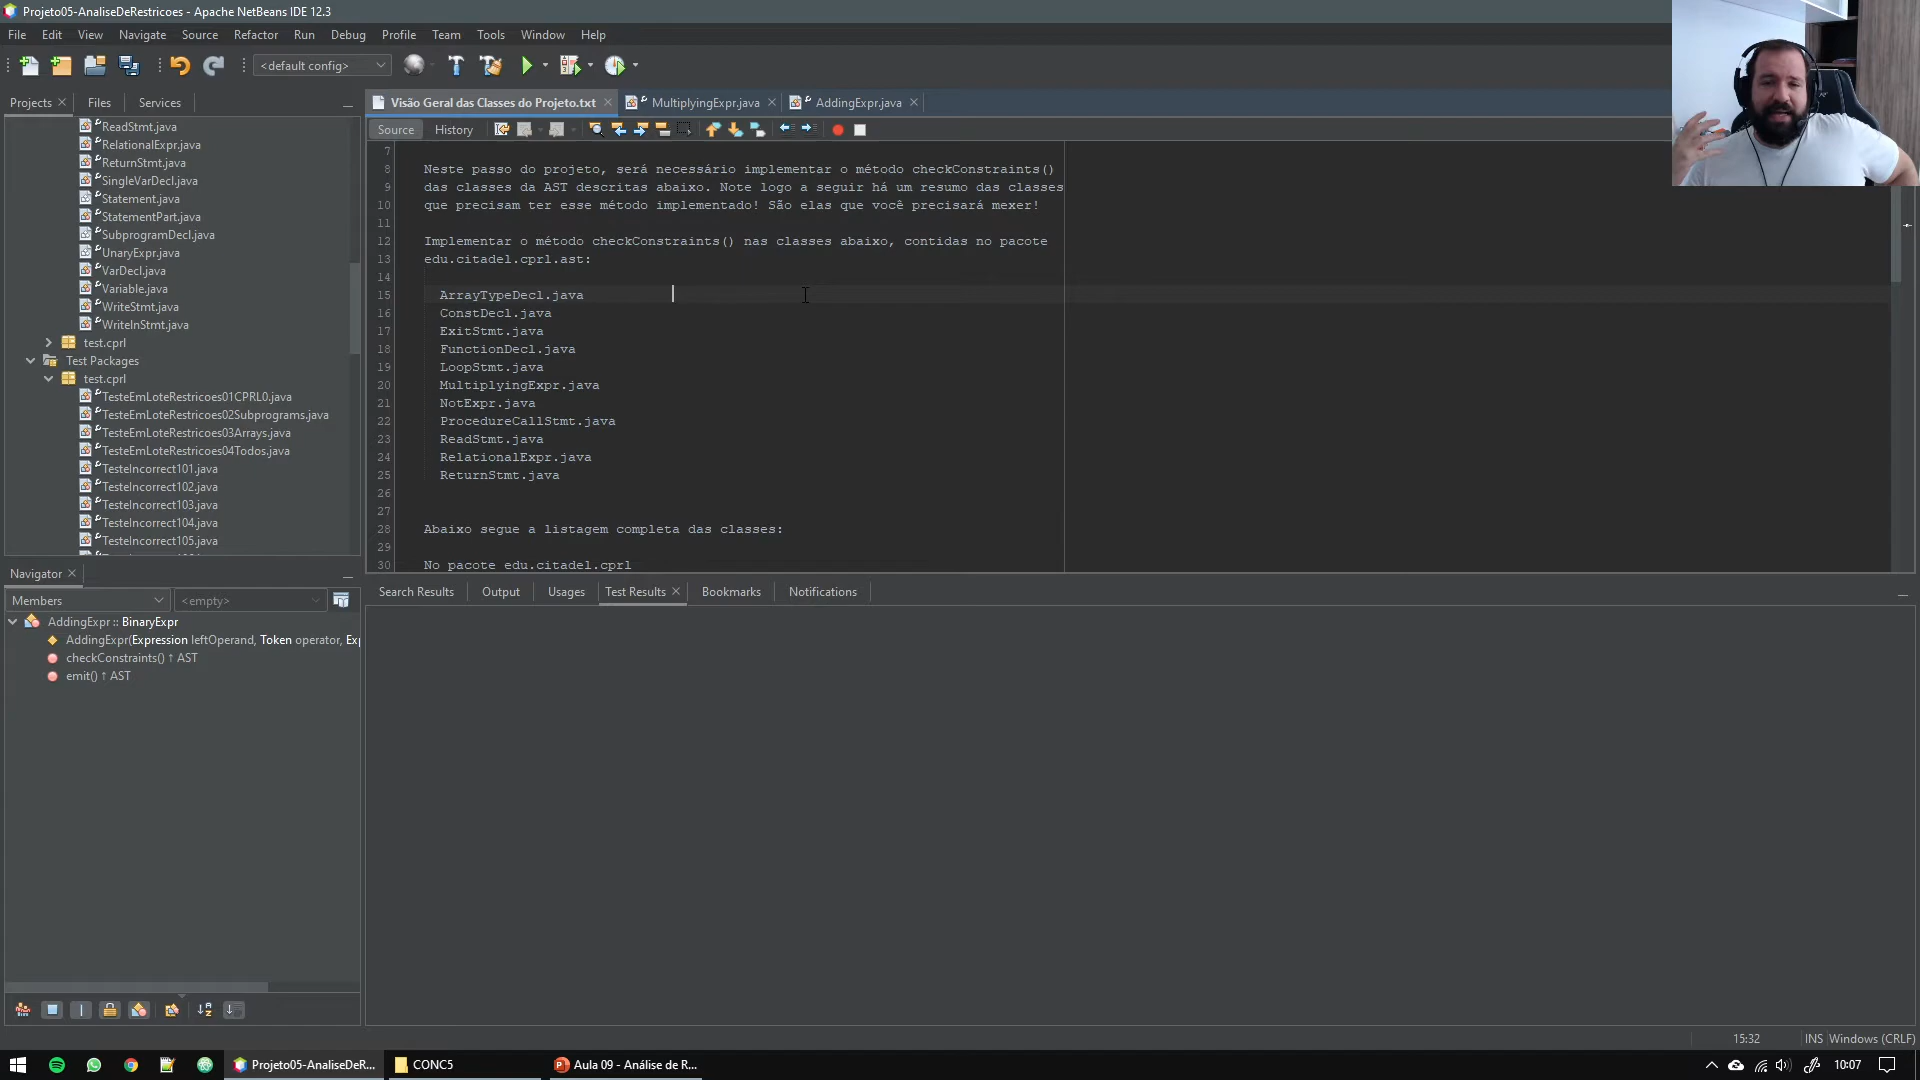 Projeto05-AnaliseDeRestricoes - Apache NetBeans IDE 12.3
File Edit View Navigate Source Refactor Run Debug Profile Team Tools Window Help
<default config>
Projects Files Services
Visão Geral das Classes do Projeto.txt MultiplyingExpr.java AddingExpr.java
Source History
ReadStmt.java
RelationalExpr.java
ReturnStmt.java
SingleVarDecl.java
Statement.java
StatementPart.java
SubprogramDecl.java
UnaryExpr.java
VarDecl.java
Variable.java
WriteStmt.java
WritelnStmt.java
test.cprl
Test Packages
test.cprl
TesteEmLoteRestricoes01CPRL0.java
TesteEmLoteRestricoes02Subprograms.java
TesteEmLoteRestricoes03Arrays.java
TesteEmLoteRestricoes04Todos.java
TesteIncorrect101.java
TesteIncorrect102.java
TesteIncorrect103.java
TesteIncorrect104.java
TesteIncorrect105.java
7
8 Neste passo do projeto, será necessário implementar o método checkConstraints()
9 das classes da AST descritas abaixo. Note logo a seguir há um resumo das classes
10 que precisam ter esse método implementado! São elas que você precisará mexer!
11
12 Implementar o método checkConstraints() nas classes abaixo, contidas no pacote
13 edu.citadel.cprl.ast:
14
15 ArrayTypeDecl.java
16 ConstDecl.java
17 ExitStmt.java
18 FunctionDecl.java
19 LoopStmt.java
20 MultiplyingExpr.java
21 NotExpr.java
22 ProcedureCallStmt.java
23 ReadStmt.java
24 RelationalExpr.java
25 ReturnStmt.java
26
27
28 Abaixo segue a listagem completa das classes:
29
30 No pacote edu.citadel.cprl
Navigator
Members <empty>
AddingExpr :: BinaryExpr
AddingExpr(Expression leftOperand, Token operator, Exp
checkConstraints() ↑ AST
emit() ↑ AST
Search Results Output Usages Test Results Bookmarks Notifications
15:32 INS Windows (CRLF)
Projeto05-AnaliseDeR... CONC5 Aula 09 - Análise de R... 10:07